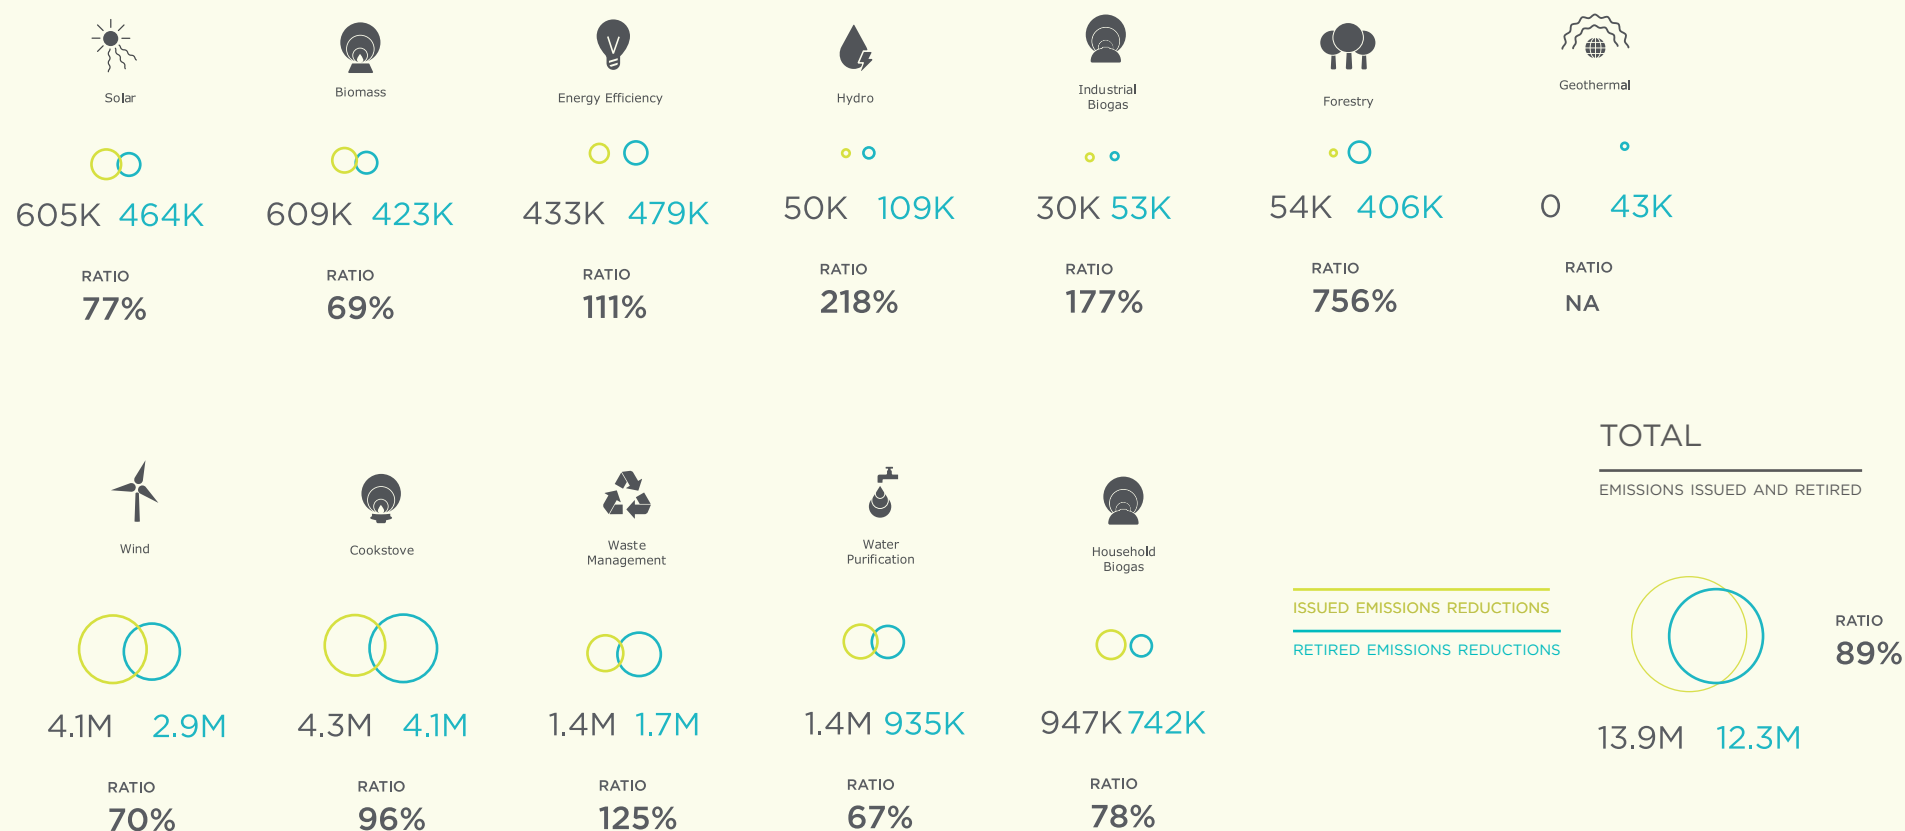 Solar
605K 464K
RATIO
77%
Biomass
609K 423K
RATIO
69%
Energy Efficiency
433K 479K
RATIO
111%
Hydro
50K 109K
RATIO
218%
Industrial
Biogas
30K 53K
RATIO
177%
Forestry
54K 406K
RATIO
756%
Geothermal
0 43K
RATIO
NA
Wind
4.1M 2.9M
RATIO
70%
Cookstove
4.3M 4.1M
RATIO
96%
Waste
Management
1.4M 1.7M
RATIO
125%
Water
Purification
1.4M 935K
RATIO
67%
Household
Biogas
947K 742K
RATIO
78%
ISSUED EMISSIONS REDUCTIONS
RETIRED EMISSIONS REDUCTIONS
TOTAL
EMISSIONS ISSUED AND RETIRED
RATIO
89%
13.9M 12.3M